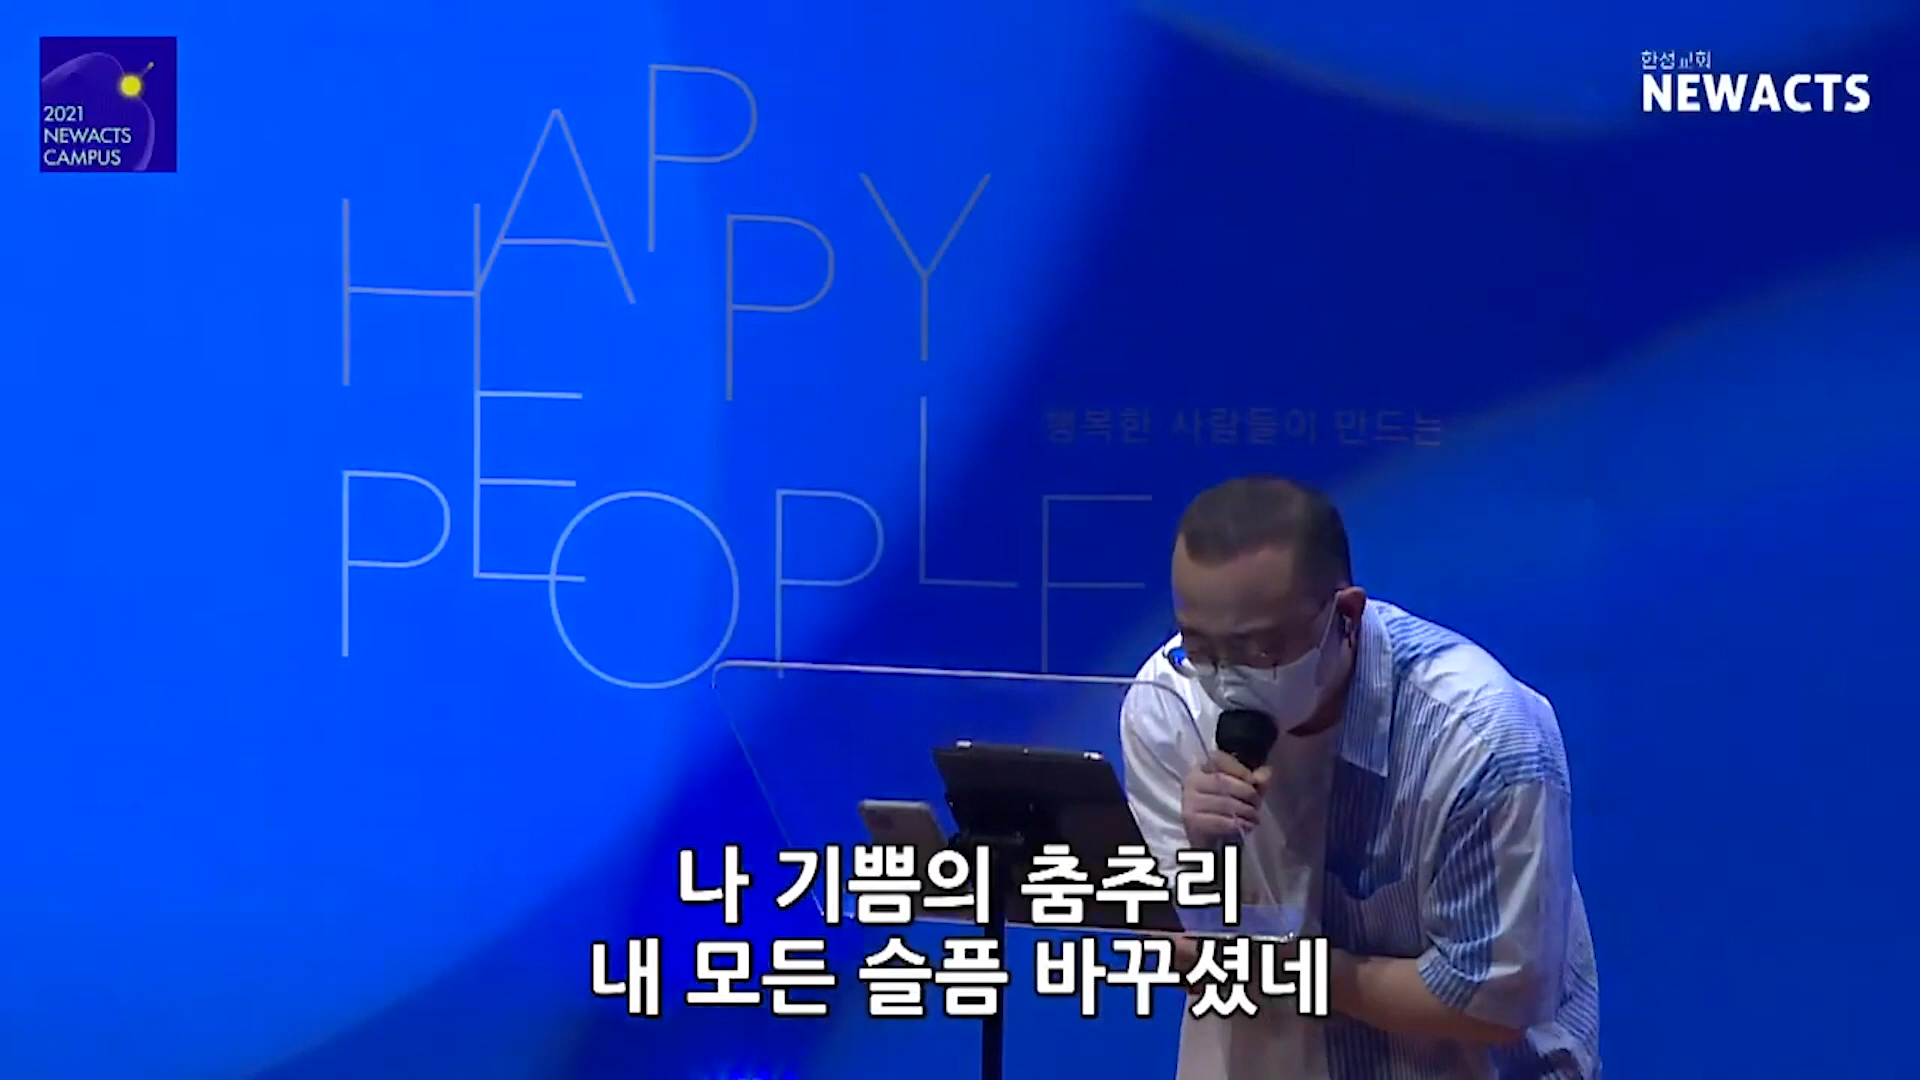 2021
NEWACTS
CAMPUS
한성교회
NEWACTS
HAPPY
PEOPLE
행복한 사람들이 만드는
나 기쁨의 춤추리
내 모든 슬픔 바꾸셨네